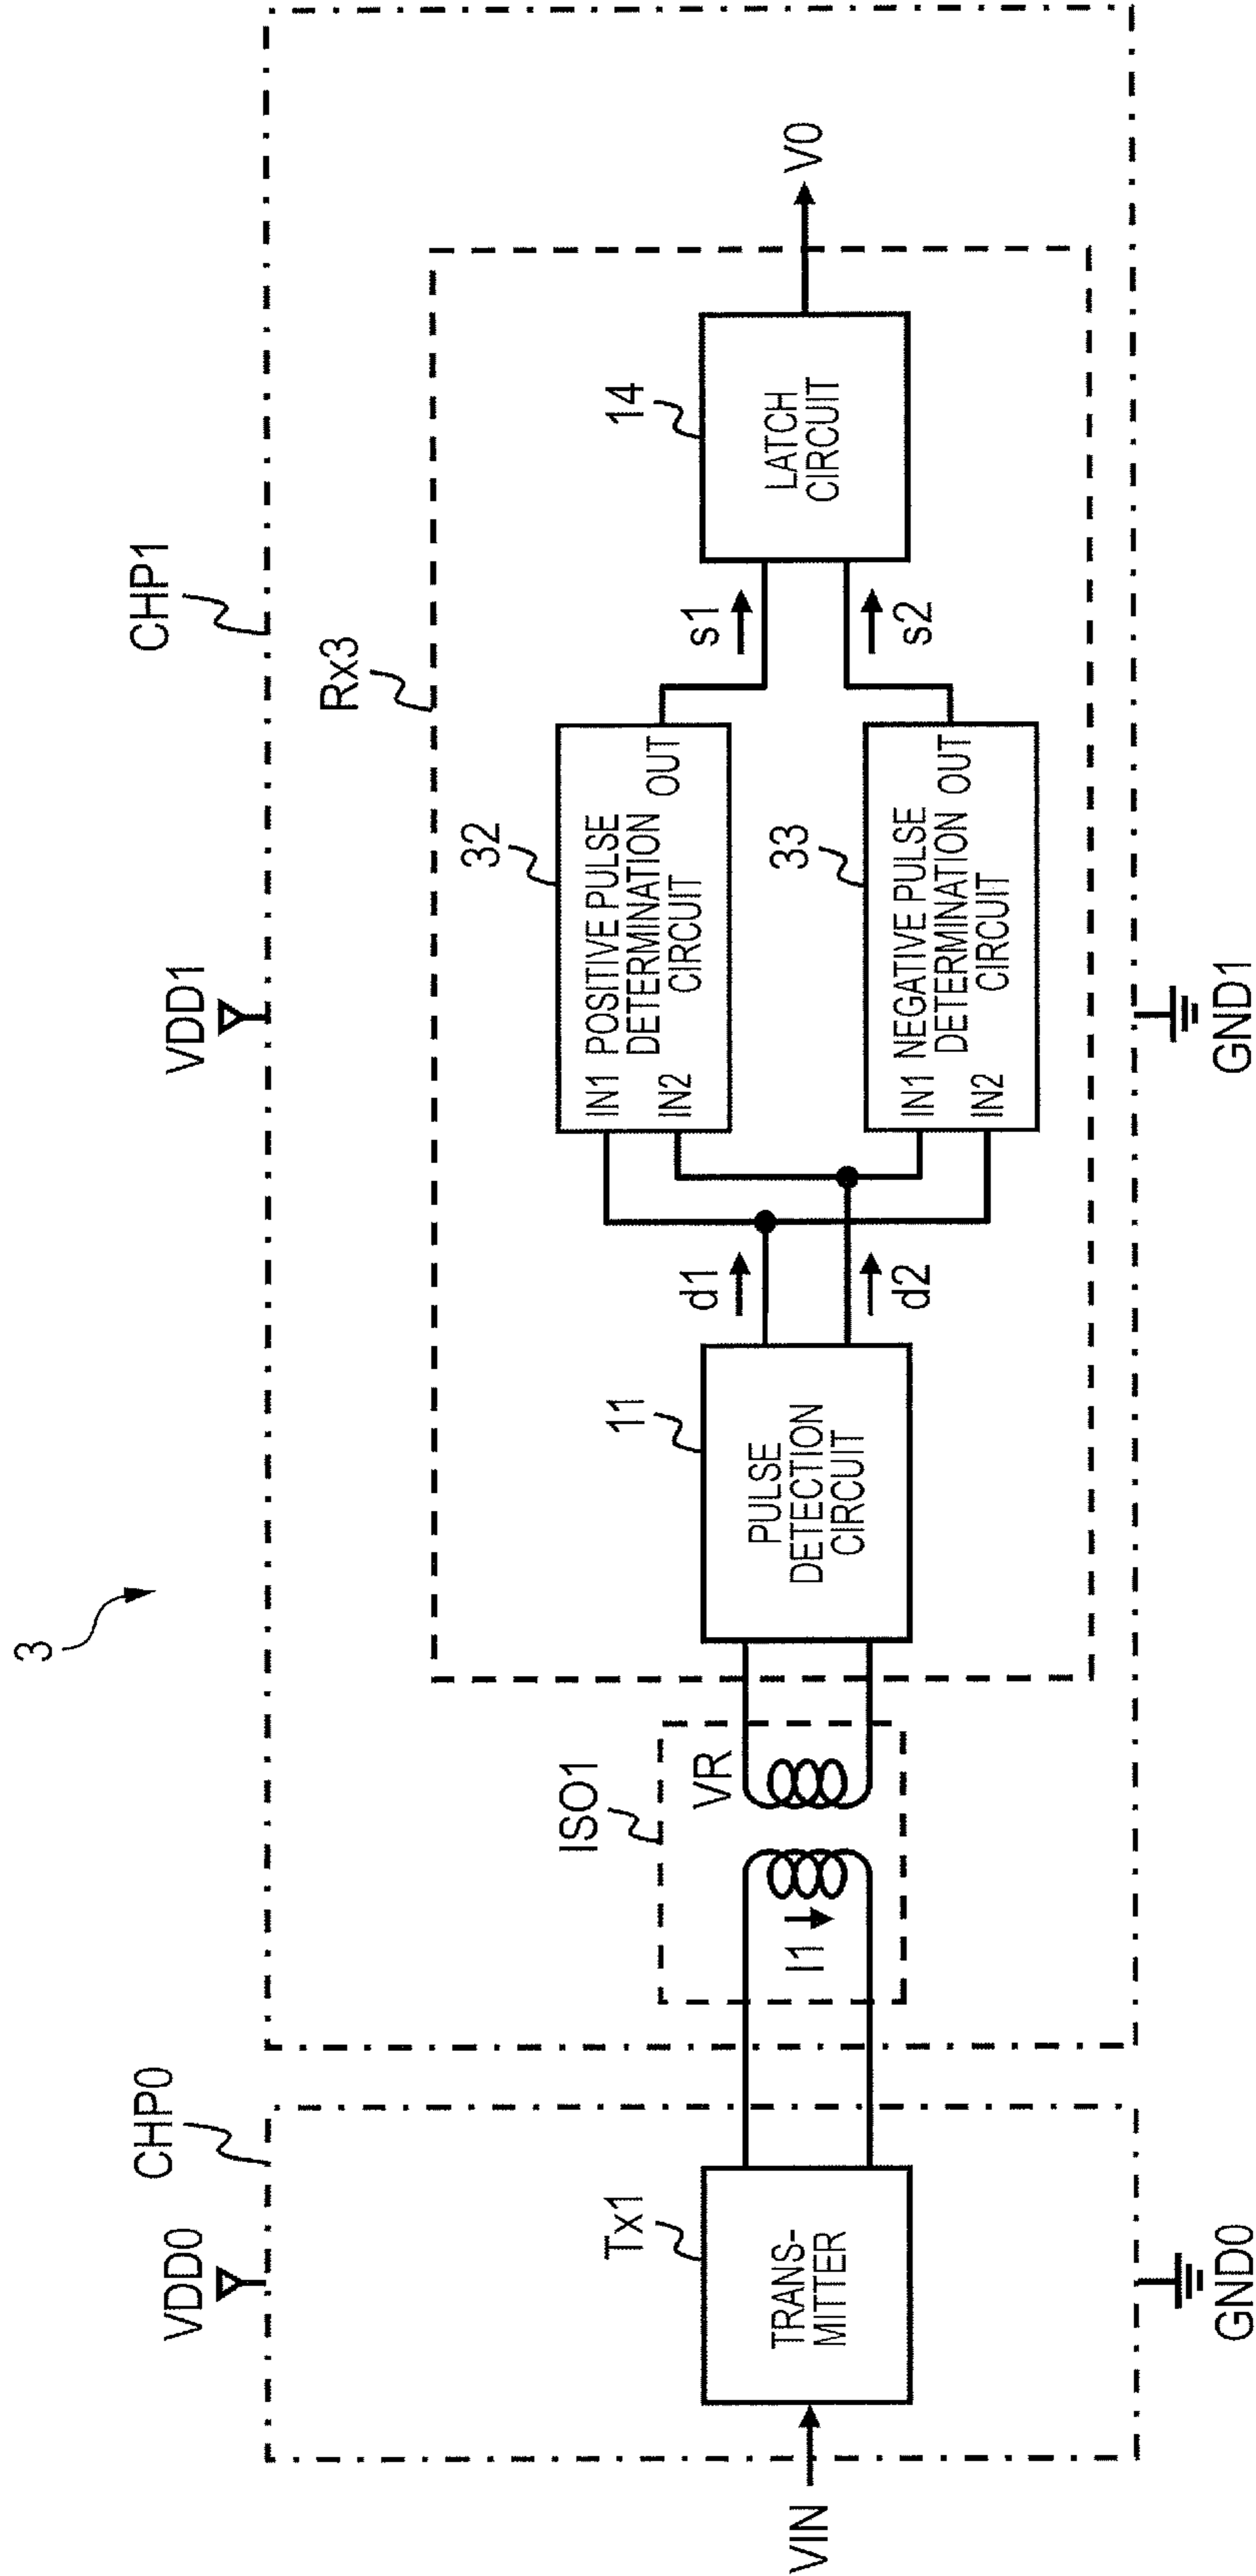 3
CHP0
VDD0
CHP1
VDD1
Rx3
ISO1
Tx1
TRANS-
MITTER
VIN
I1
VR
11
PULSE
DETECTION
CIRCUIT
d1
d2
32
IN1
POSITIVE PULSE
DETERMINATION
CIRCUIT
IN2
OUT
33
IN1
NEGATIVE PULSE
DETERMINATION
CIRCUIT
IN2
OUT
s1
s2
14
LATCH
CIRCUIT
V0
GND0
GND1